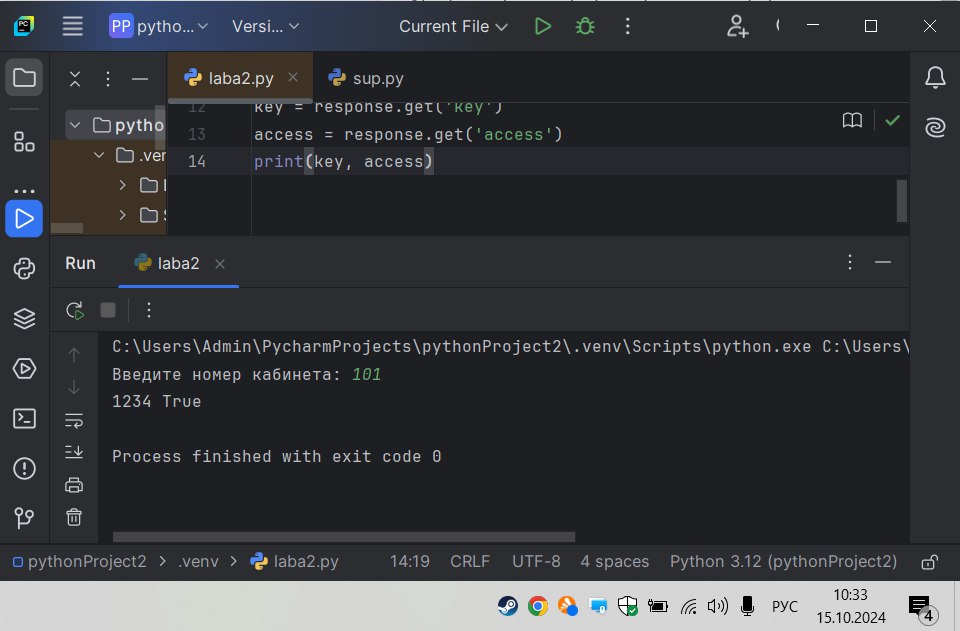 PP pytho... Versi... Current File
laba2.py sup.py
pytho
.ver
12 key = response.get('key')
13 access = response.get('access')
14 print(key, access)
Run laba2
C:\Users\Admin\PycharmProjects\pythonProject2\.venv\Scripts\python.exe C:\Users\
Введите номер кабинета: 101
1234 True
Process finished with exit code 0
pythonProject2 > .venv > laba2.py 14:19 CRLF UTF-8 4 spaces Python 3.12 (pythonProject2)
РУС
10:33
15.10.2024
4